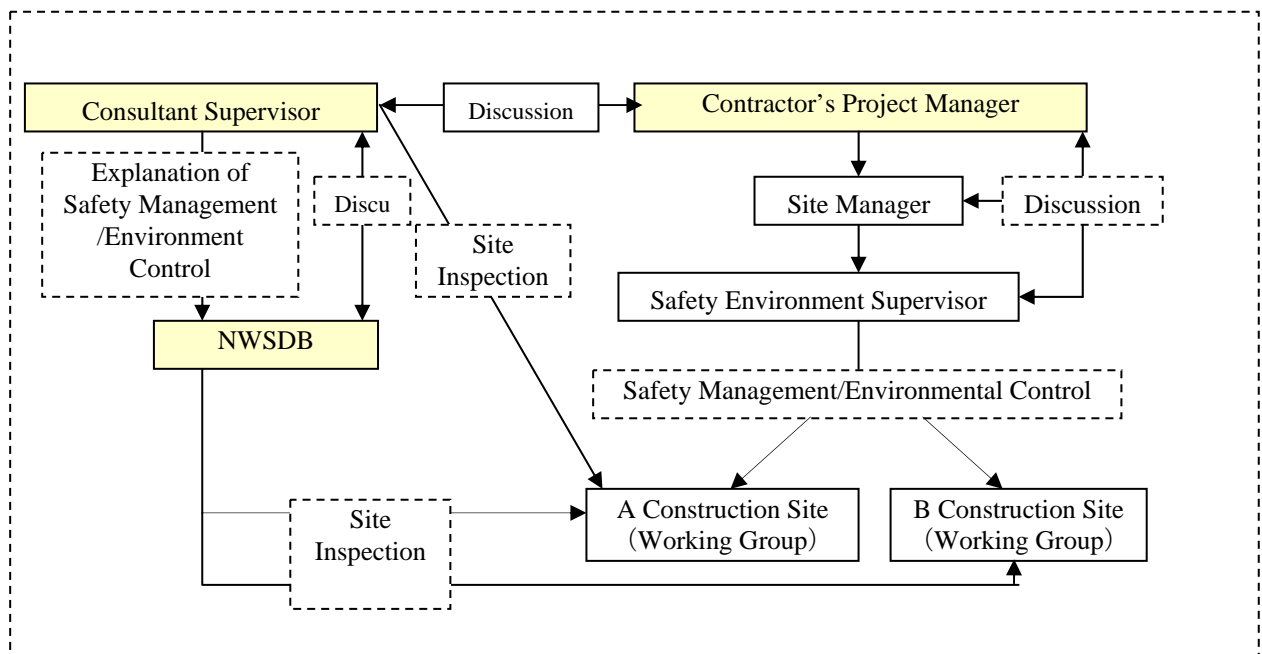 Consultant Supervisor
Discussion
Contractor’s Project Manager
Explanation of
Safety Management
/Environment
Control
Discu
Site
Inspection
Site Manager
Discussion
Safety Environment Supervisor
NWSDB
Safety Management/Environmental Control
Site
Inspection
A Construction Site
（Working Group）
B Construction Site
（Working Group）